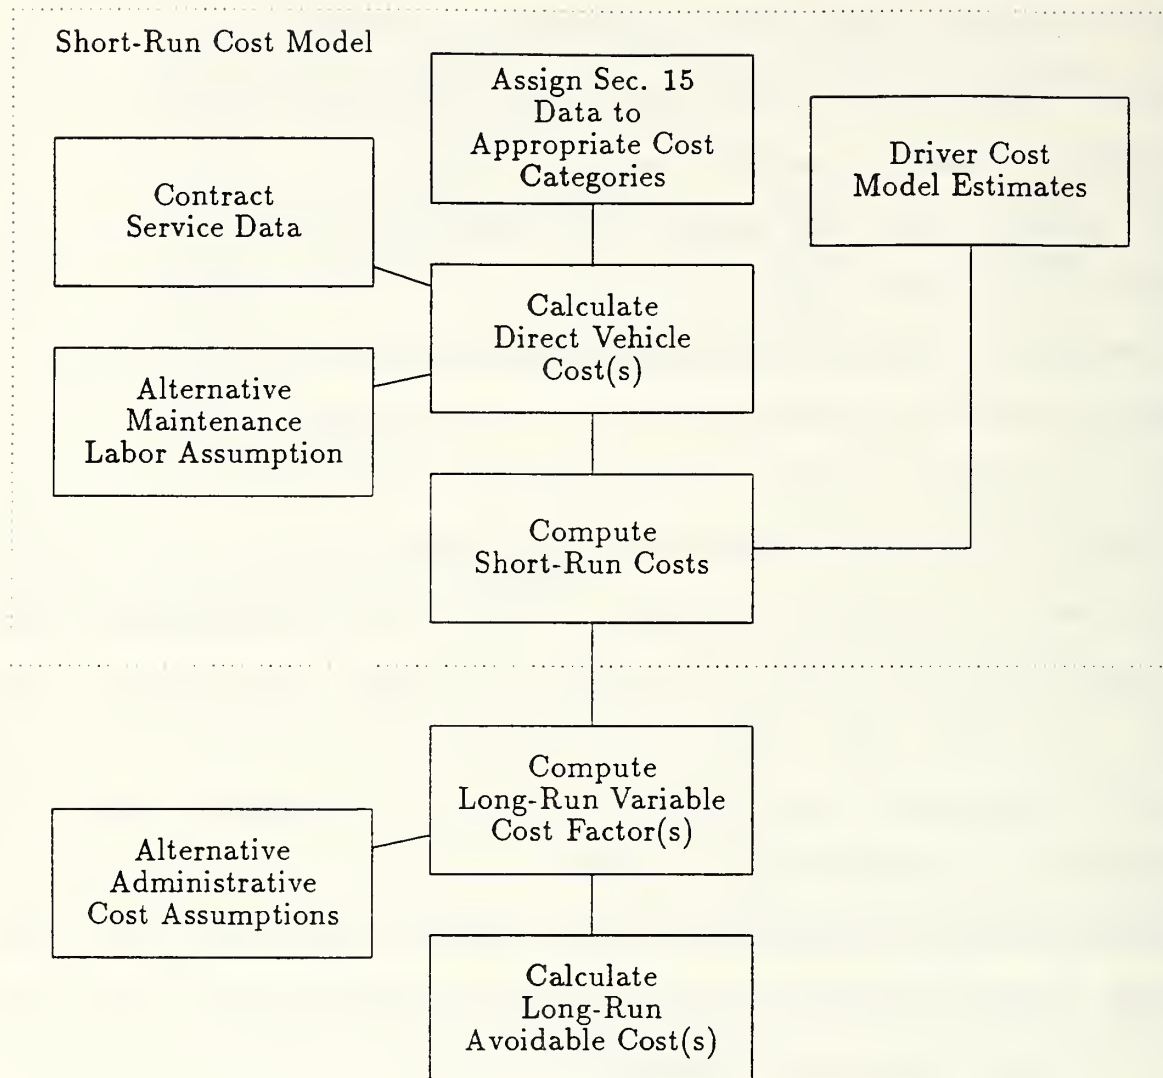 Short-Run Cost Model
Assign Sec. 15
Data to
Appropriate Cost
Categories
Driver Cost
Model Estimates
Contract
Service Data
Calculate
Direct Vehicle
Cost(s)
Alternative
Maintenance
Labor Assumption
Compute
Short-Run Costs
Compute
Long-Run Variable
Cost Factor(s)
Alternative
Administrative
Cost Assumptions
Calculate
Long-Run
Avoidable Cost(s)